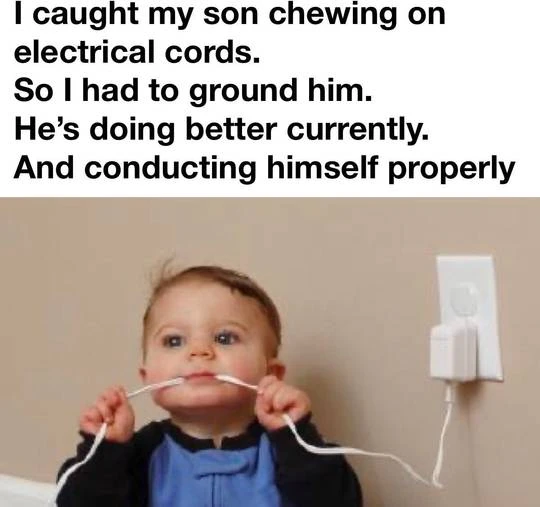 I caught my son chewing on
electrical cords.
So I had to ground him.
He’s doing better currently.
And conducting himself properly